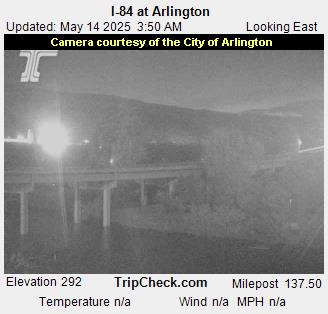 I-84 at Arlington
Updated: May 14 2025 3:50 AM Looking East
Camera courtesy of the City of Arlington
Elevation 292 TripCheck.com Milepost 137.50
Temperature n/a Wind n/a MPH n/a